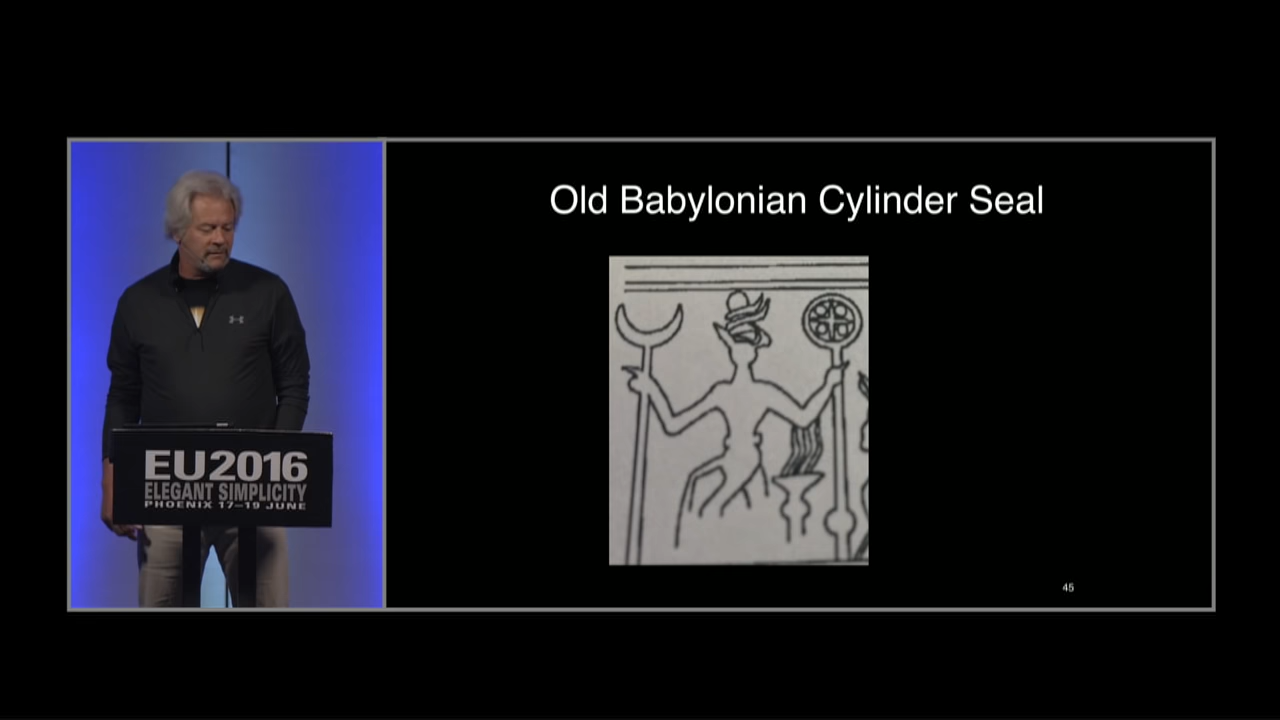 Old Babylonian Cylinder Seal
EU2016
ELEGANT SIMPLICITY
PHOENIX 17–19 JUNE
45